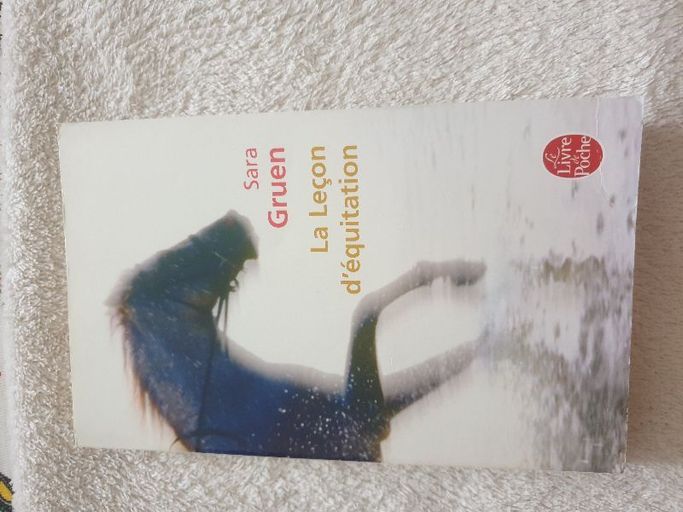 Sara
Gruen
La Leçon
d'équitation
Le
Livre
de
Poche